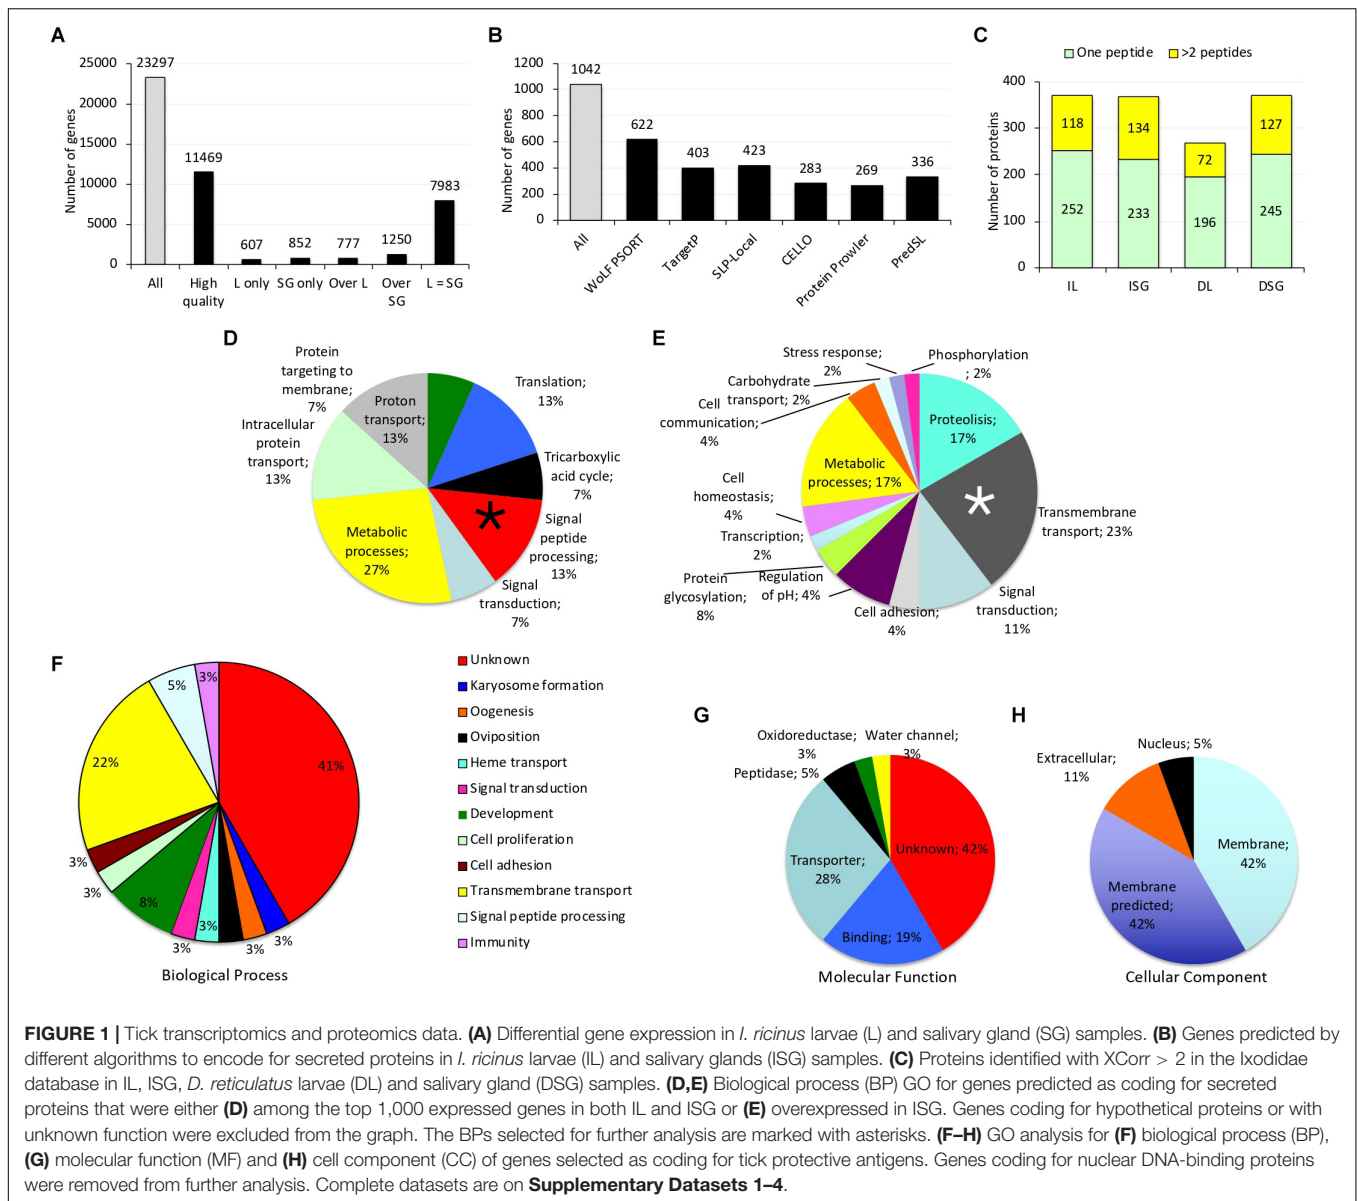 A
25000
20000
15000
10000
5000
0
Number of genes
23297
11469
607
852
777
1250
7983
All
High
quality
L only
SG only
Over L
Over
SG
L = SG
B
1200
1000
800
600
400
200
0
Number of genes
1042
622
403
423
283
269
336
All
WoLF PSORT
TargetP
SLP-Local
CELLO
Protein Prowler
PredSL
C
One peptide
>2 peptides
400
300
200
100
0
Number of proteins
118
134
72
127
252
233
196
245
IL
ISG
DL
DSG
D
Protein
targeting to
membrane;
7%
Translation;
13%
Proton
transport;
13%
Intracellular
protein
transport;
13%
Tricarboxylic
acid cycle;
7%
*
Signal
peptide
processing;
13%
Metabolic
processes;
27%
Signal
transduction;
7%
E
Stress response;
2%
Phosphorylation
; 2%
Carbohydrate
transport; 2%
Cell
communication;
4%
Proteolisis;
17%
Metabolic
processes; 17%
*
Cell
homeostasis;
4%
Transmembrane
transport; 23%
Transcription;
2%
Protein
glycosylation;
8%
Regulation
of pH; 4%
Cell adhesion;
4%
Signal
transduction;
11%
F
3%
5%
41%
22%
3%
3%
8%
3%
3%
3%
3%
Biological Process
Unknown
Karyosome formation
Oogenesis
Oviposition
Heme transport
Signal transduction
Development
Cell proliferation
Cell adhesion
Transmembrane transport
Signal peptide processing
Immunity
G
Oxidoreductase;
3%
Water channel;
3%
Peptidase; 5%
Unknown; 42%
Transporter;
28%
Binding; 19%
Molecular Function
H
Nucleus; 5%
Extracellular;
11%
Membrane;
42%
Membrane
predicted;
42%
Cellular Component
FIGURE 1 | Tick transcriptomics and proteomics data. (A) Differential gene expression in I. ricinus larvae (L) and salivary gland (SG) samples. (B) Genes predicted by
different algorithms to encode for secreted proteins in I. ricinus larvae (IL) and salivary glands (ISG) samples. (C) Proteins identified with XCorr > 2 in the Ixodidae
database in IL, ISG, D. reticulatus larvae (DL) and salivary gland (DSG) samples. (D,E) Biological process (BP) GO for genes predicted as coding for secreted
proteins that were either (D) among the top 1,000 expressed genes in both IL and ISG or (E) overexpressed in ISG. Genes coding for hypothetical proteins or with
unknown function were excluded from the graph. The BPs selected for further analysis are marked with asterisks. (F–H) GO analysis for (F) biological process (BP),
(G) molecular function (MF) and (H) cell component (CC) of genes selected as coding for tick protective antigens. Genes coding for nuclear DNA-binding proteins
were removed from further analysis. Complete datasets are on Supplementary Datasets 1–4.